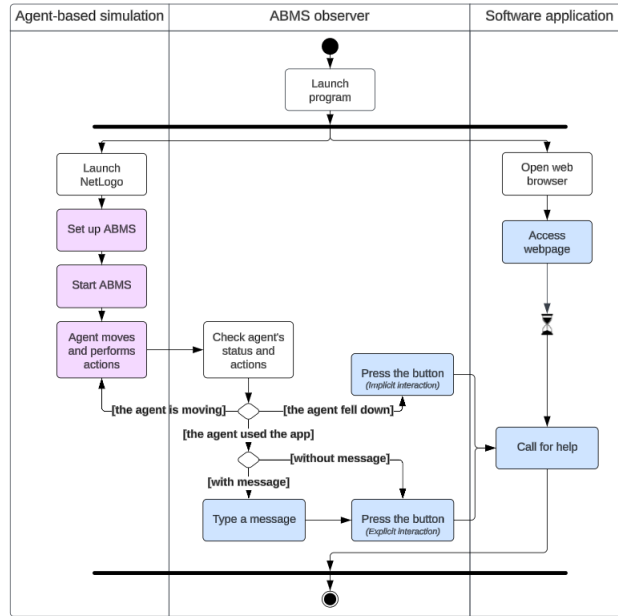 Agent-based simulation
ABMS observer
Software application
Launch
program
Launch
NetLogo
Open web
browser
Set up ABMS
Access
webpage
Start ABMS
Agent moves
and performs
actions
Check agent's
status and
actions
Press the button
(Implicit interaction)
[the agent is moving]
[the agent fell down]
[the agent used the app]
[without message]
Call for help
[with message]
Type a message
Press the button
(Explicit interaction)